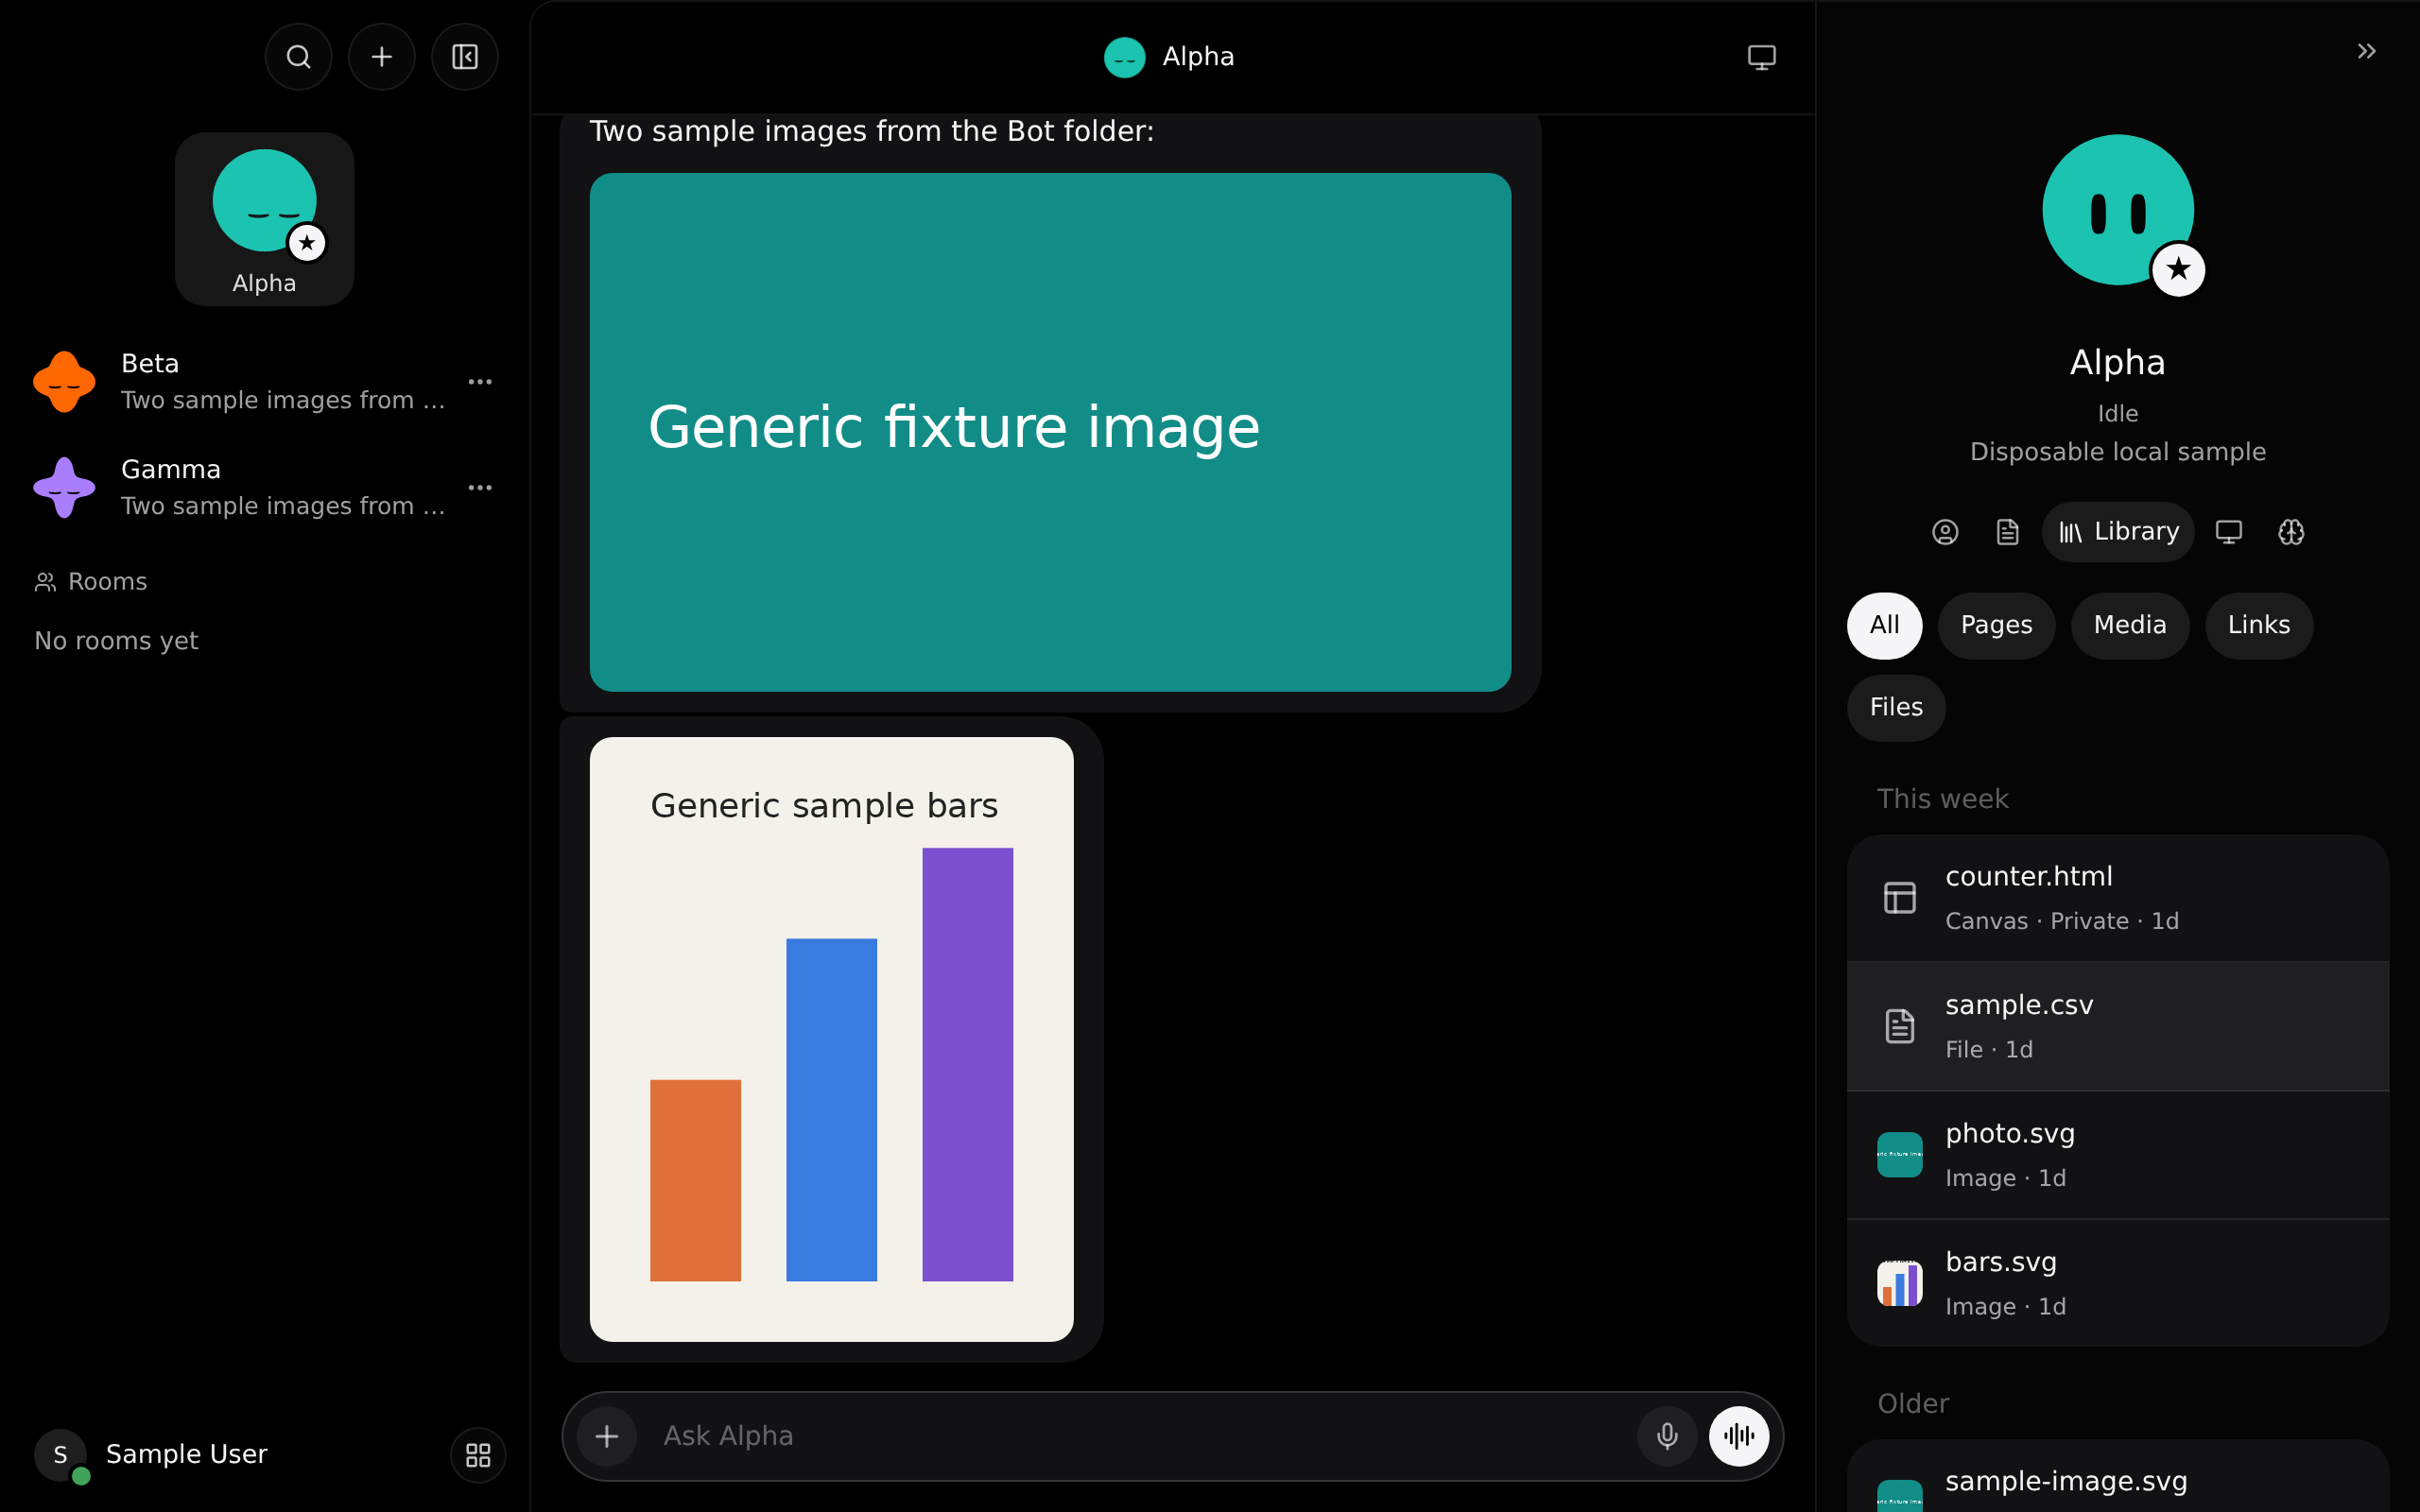 Alpha
Beta
Two sample images from ...
Gamma
Two sample images from ...
Rooms
No rooms yet
S
Sample User
Alpha
Two sample images from the Bot folder:
Generic fixture image
Generic sample bars
Ask Alpha
Alpha
Idle
Disposable local sample
Library
All
Pages
Media
Links
Files
This week
counter.html
Canvas · Private · 1d
sample.csv
File · 1d
photo.svg
Image · 1d
bars.svg
Image · 1d
Older
sample-image.svg